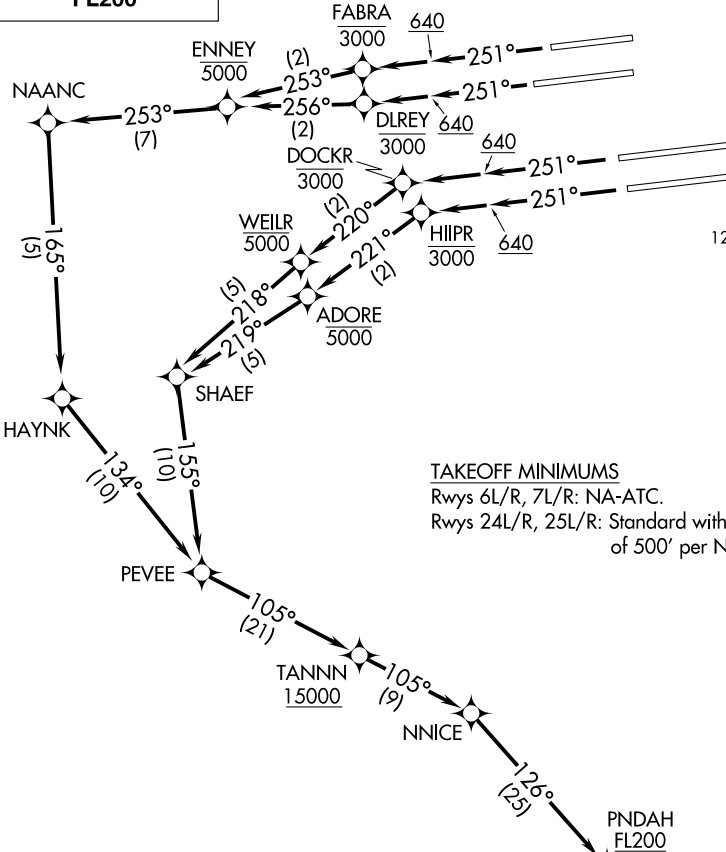 FL200
FABRA
3000
640
ENNEY
5000
(2)
253°
251°
NAANC
253°
(7)
256°
(2)
251°
DLREY
3000
640
DOCKR
3000
640
251°
(2)
220°
251°
WEILR
5000
HIIPR
3000
640
12
165°
(5)
221°
(2)
(5)
218°
ADORE
5000
219°
(5)
SHAEF
HAYNK
134°
(10)
155°
(10)
TAKEOFF MINIMUMS
Rwys 6L/R, 7L/R: NA-ATC.
Rwys 24L/R, 25L/R: Standard with
of 500' per N
PEVEE
105°
(21)
TANNN
15000
105°
(9)
NNICE
126°
(25)
PNDAH
FL200